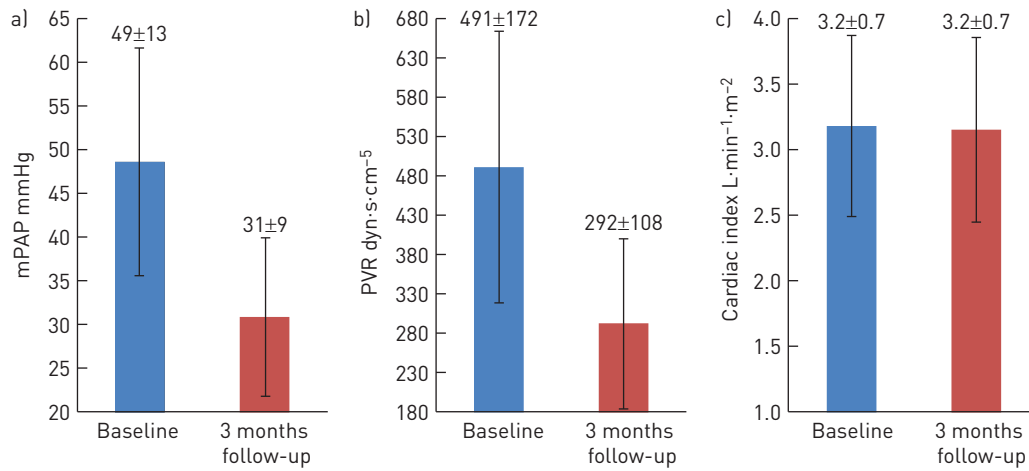 a)
mPAP mmHg
65
60
55
50
45
40
35
30
25
20
49±13
31±9
Baseline
3 months
follow-up
b)
PVR dyn·s·cm⁻⁵
680
630
580
530
480
430
380
330
280
230
180
491±172
292±108
Baseline
3 months
follow-up
c)
Cardiac index L·min⁻¹·m⁻²
4.0
3.5
3.0
2.5
2.0
1.5
1.0
3.2±0.7
3.2±0.7
Baseline
3 months
follow-up